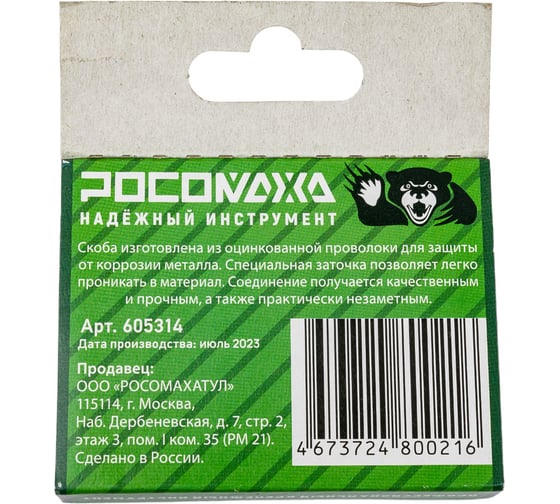 РОСОМАХА
НАДЁЖНЫЙ ИНСТРУМЕНТ
Скоба изготовлена из оцинкованной проволоки для защиты
от коррозии металла. Специальная заточка позволяет легко
проникать в материал. Соединение получается качественным
и прочным, а также практически незаметным.
Арт. 605314
Дата производства: июль 2023
Продавец:
ООО «РОСОМАХАТУЛ»
115114, г. Москва,
Наб. Дербеневская, д. 7, стр. 2,
этаж 3, пом. I ком. 35 (РМ 21).
Сделано в России.
4 673724 800216